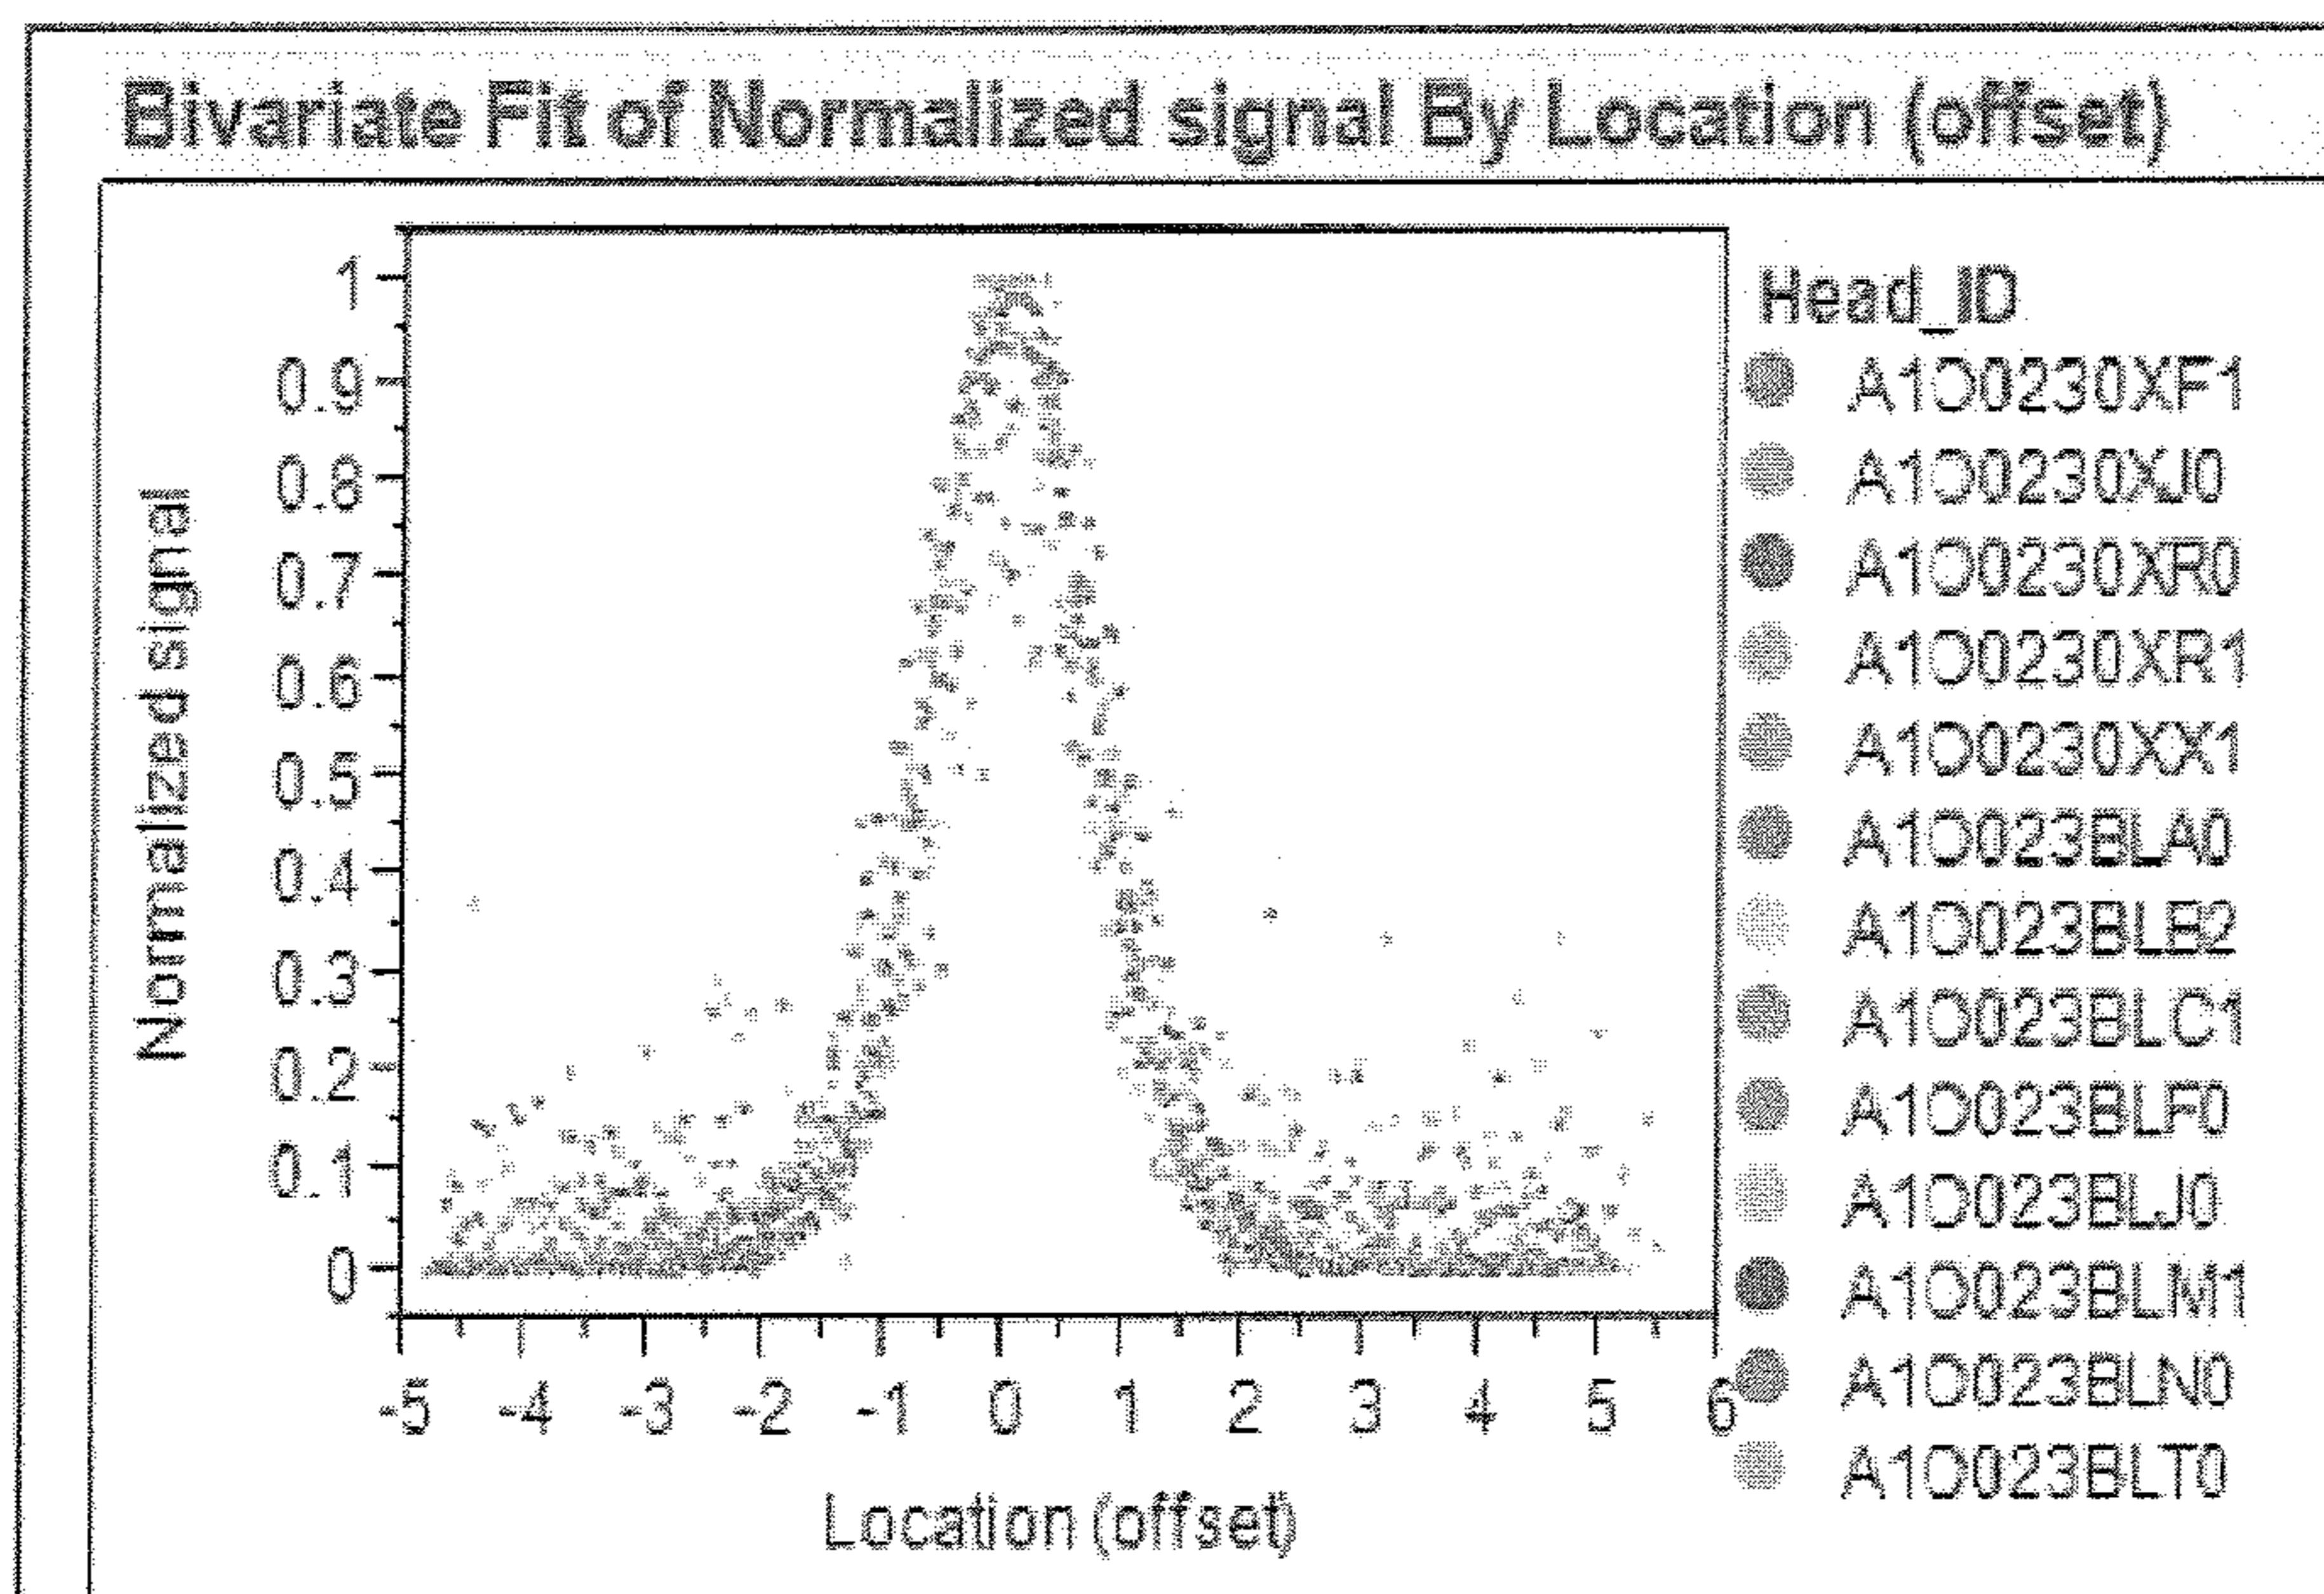 Bivariate Fit of Normalized signal By Location (offset)
Normalized signal
1
0.9
0.8
0.7
0.6
0.5
0.4
0.3
0.2
0.1
0
-5 -4 -3 -2 -1 0 1 2 3 4 5 6
Location (offset)
Head_ID
A1O0230XF1
A1O0230XJ0
A1O0230XR0
A1O0230XR1
A1O0230XX1
A1O023BLA0
A1O023BLB2
A1O023BLC1
A1O023BLF0
A1O023BLJ0
A1O023BLM1
A1O023BLN0
A1O023BLT0